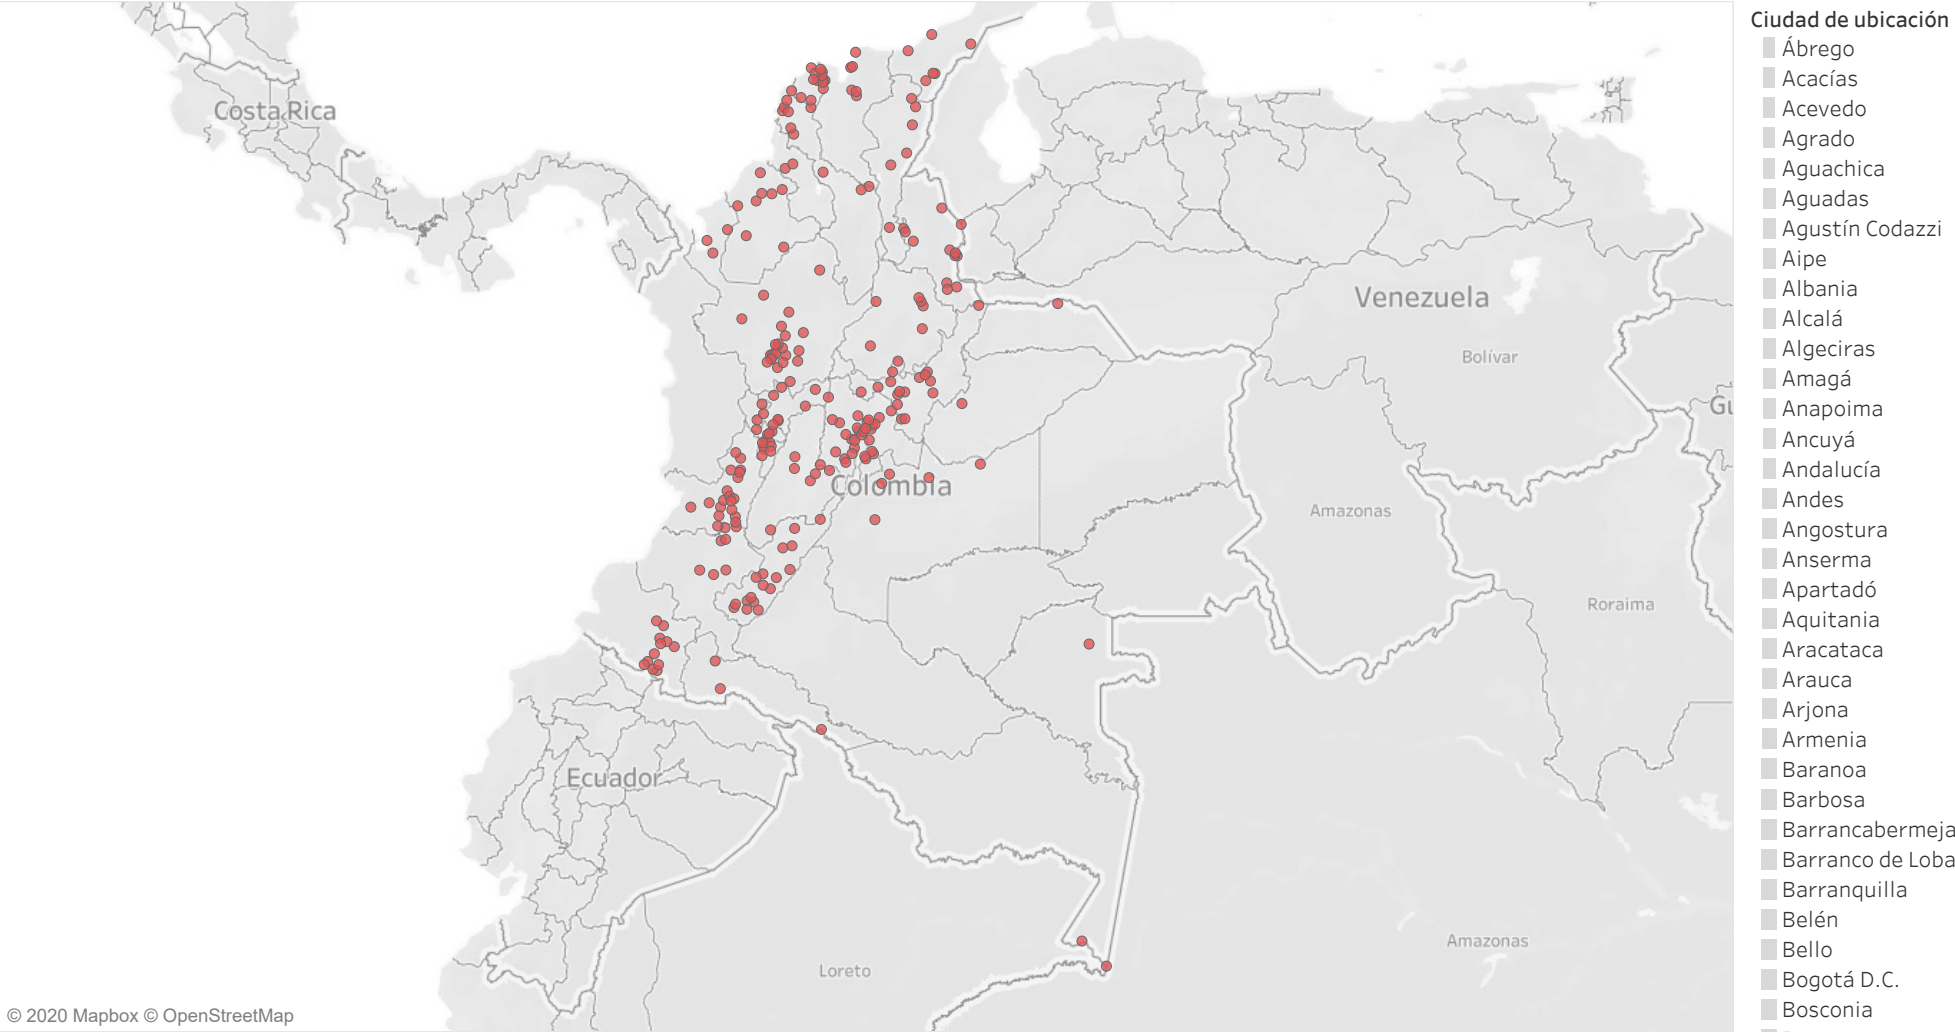 Costa Rica
Venezuela
Bolívar
Gu
Colombia
Amazonas
Roraima
Ecuador
Amazonas
Loreto
© 2020 Mapbox © OpenStreetMap
Ciudad de ubicación
Ábrego
Acacías
Acevedo
Agrado
Aguachica
Aguadas
Agustín Codazzi
Aipe
Albania
Alcalá
Algeciras
Amagá
Anapoima
Ancuyá
Andalucía
Andes
Angostura
Anserma
Apartadó
Aquitania
Aracataca
Arauca
Arjona
Armenia
Baranoa
Barbosa
Barrancabermeja
Barranco de Loba
Barranquilla
Belén
Bello
Bogotá D.C.
Bosconia